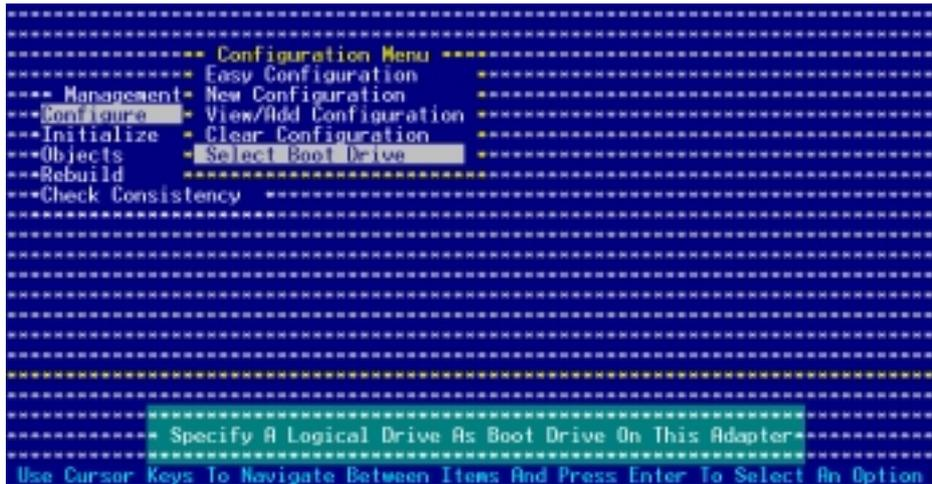 Configuration Menu
Easy Configuration
Management
New Configuration
Configure
View/Add Configuration
Initialize
Clear Configuration
Objects
Select Boot Drive
Rebuild
Check Consistency
Specify A Logical Drive As Boot Drive On This Adapter
Use Cursor Keys To Navigate Between Items And Press Enter To Select An Option